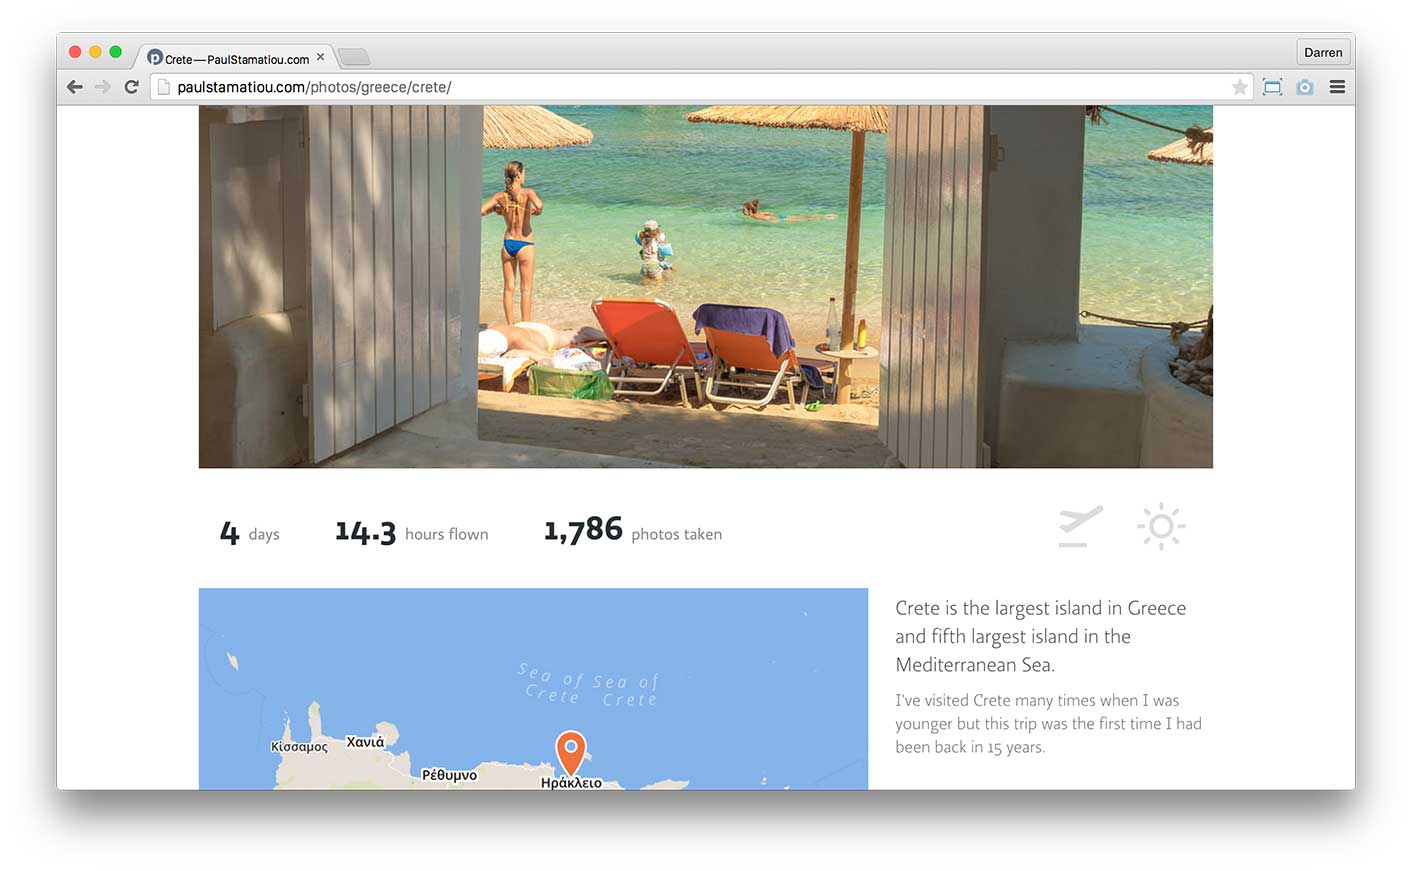 Crete—PaulStamatiou.com
Darren
paulstamatiou.com/photos/greece/crete/
4 days
14.3 hours flown
1,786 photos taken
Sea of Crete
Sea of Crete
Κίσσαμος
Χανιά
Ρέθυμνο
Ηράκλειο
Crete is the largest island in Greece
and fifth largest island in the
Mediterranean Sea.
I've visited Crete many times when I was
younger but this trip was the first time I had
been back in 15 years.